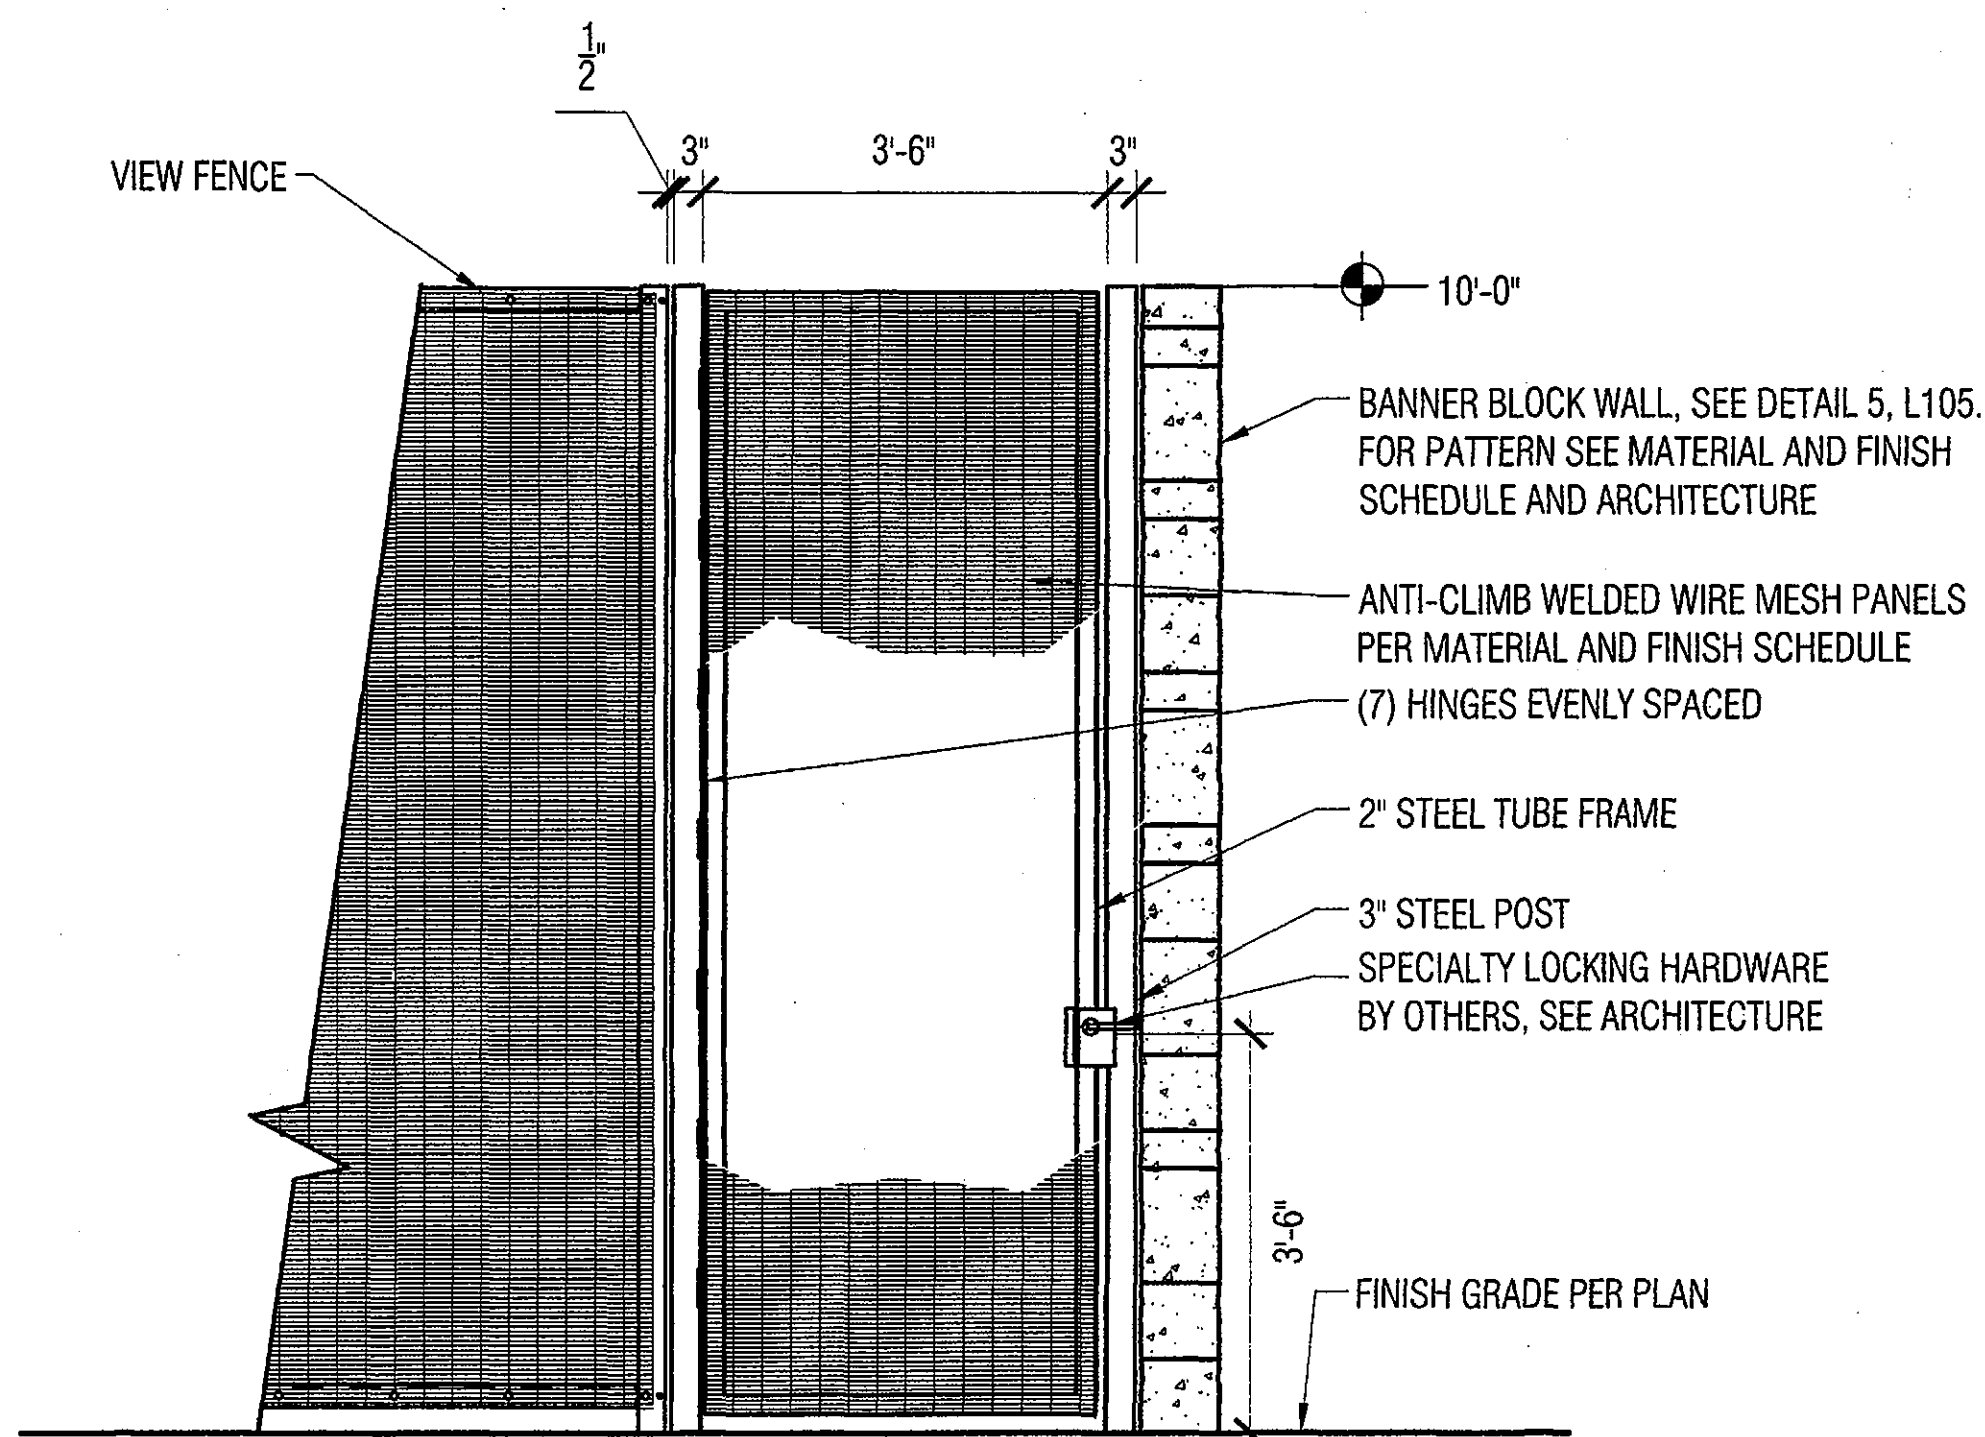 1/2"
3" 3'-6" 3"
VIEW FENCE
10'-0"
BANNER BLOCK WALL, SEE DETAIL 5, L105.
FOR PATTERN SEE MATERIAL AND FINISH
SCHEDULE AND ARCHITECTURE
ANTI-CLIMB WELDED WIRE MESH PANELS
PER MATERIAL AND FINISH SCHEDULE
(7) HINGES EVENLY SPACED
2" STEEL TUBE FRAME
3" STEEL POST
SPECIALTY LOCKING HARDWARE
BY OTHERS, SEE ARCHITECTURE
3'-6"
FINISH GRADE PER PLAN